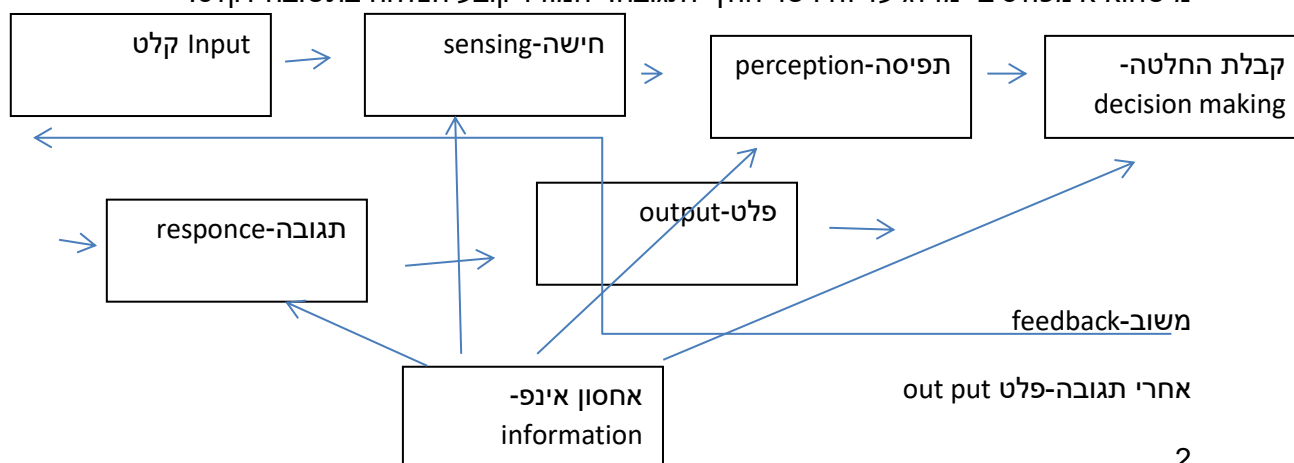 Input קלט
חישה-sensing
תפיסה-perception
קבלת החלטה-
decision making
תגובה-responce
פלט-output
משוב-feedback
אחסון אינפ-
information
אחרי תגובה-פלט out put
2